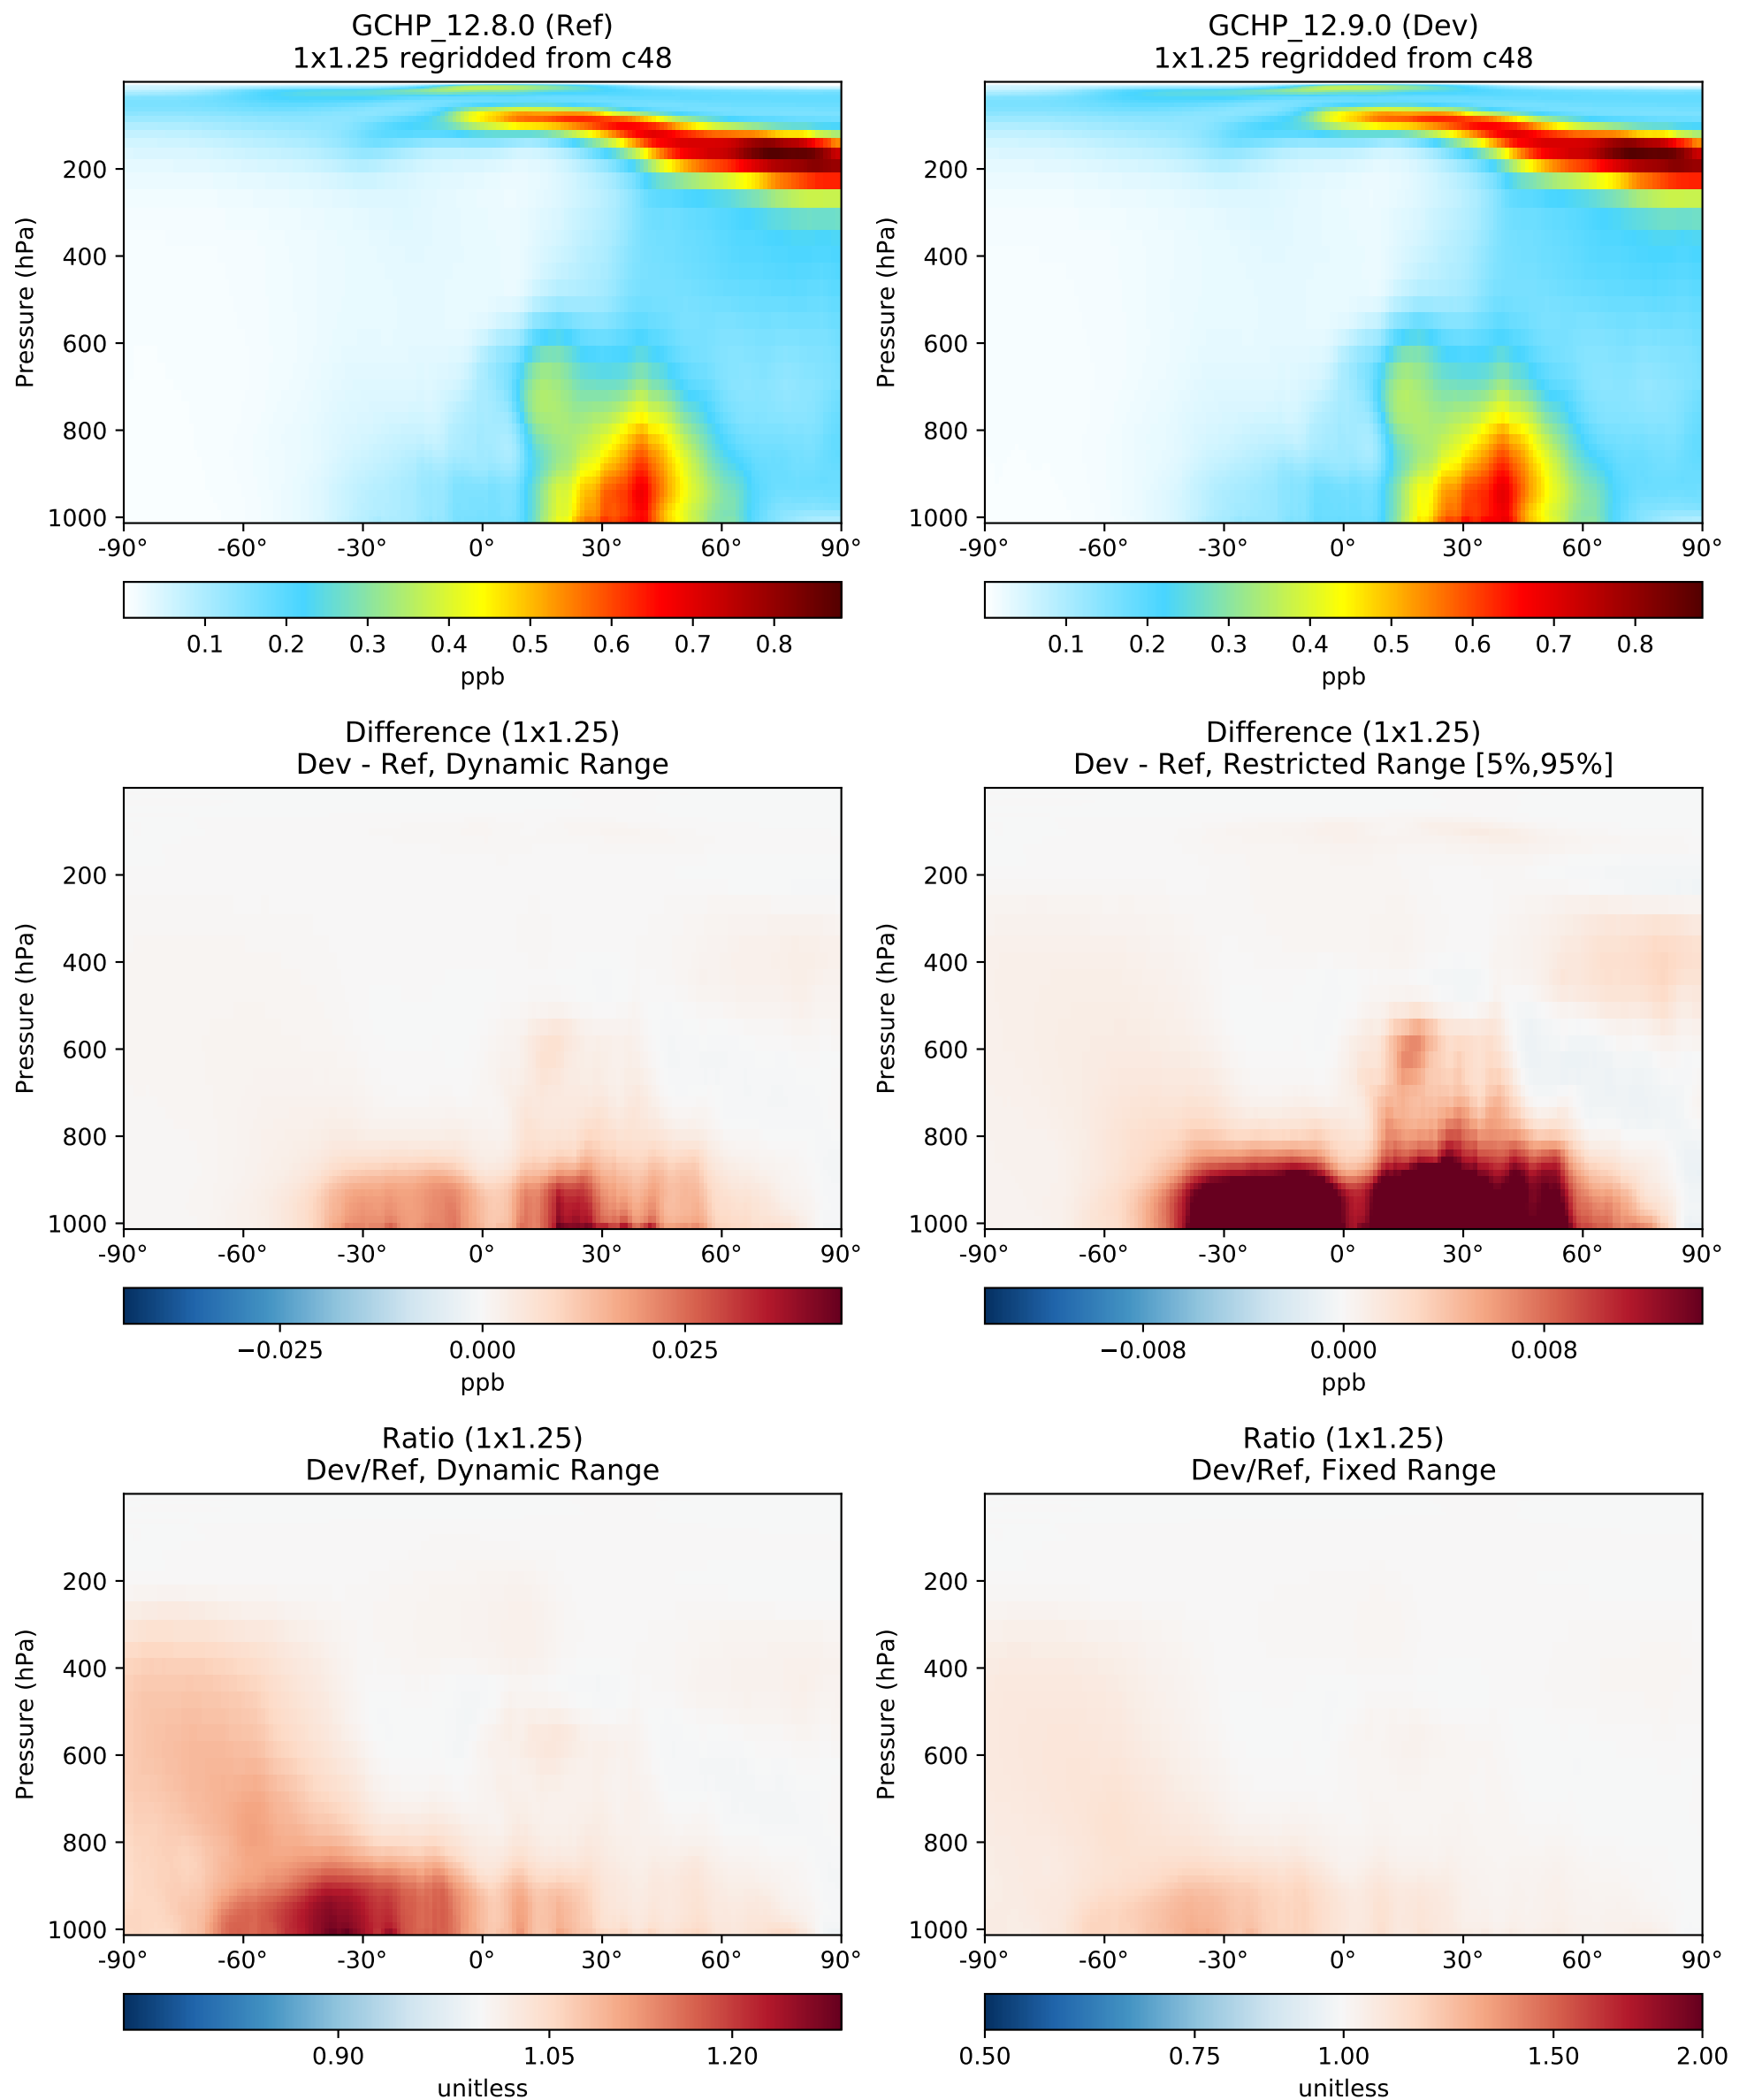 GCHP_12.8.0 (Ref)
1x1.25 regridded from c48
Pressure (hPa)
200
400
600
800
1000
-90° -60° -30° 0° 30° 60° 90°
0.1 0.2 0.3 0.4 0.5 0.6 0.7 0.8
ppb
GCHP_12.9.0 (Dev)
1x1.25 regridded from c48
Pressure (hPa)
200
400
600
800
1000
-90° -60° -30° 0° 30° 60° 90°
0.1 0.2 0.3 0.4 0.5 0.6 0.7 0.8
ppb
Difference (1x1.25)
Dev - Ref, Dynamic Range
Pressure (hPa)
200
400
600
800
1000
-90° -60° -30° 0° 30° 60° 90°
−0.025 0.000 0.025
ppb
Difference (1x1.25)
Dev - Ref, Restricted Range [5%,95%]
Pressure (hPa)
200
400
600
800
1000
-90° -60° -30° 0° 30° 60° 90°
−0.008 0.000 0.008
ppb
Ratio (1x1.25)
Dev/Ref, Dynamic Range
Pressure (hPa)
200
400
600
800
1000
-90° -60° -30° 0° 30° 60° 90°
0.90 1.05 1.20
unitless
Ratio (1x1.25)
Dev/Ref, Fixed Range
Pressure (hPa)
200
400
600
800
1000
-90° -60° -30° 0° 30° 60° 90°
0.50 0.75 1.00 1.50 2.00
unitless